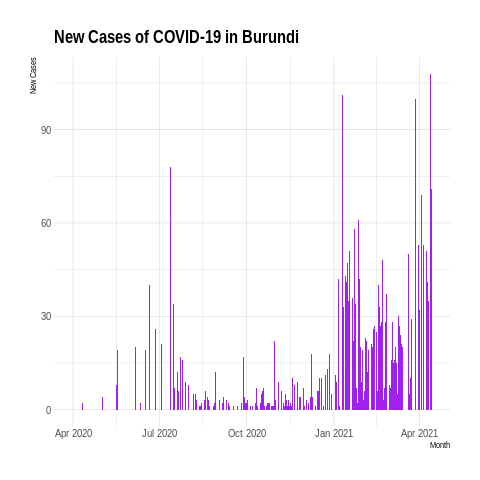 New Cases of COVID-19 in Burundi
New Cases
90
60
30
0
Apr 2020 Jul 2020 Oct 2020 Jan 2021 Apr 2021
Month